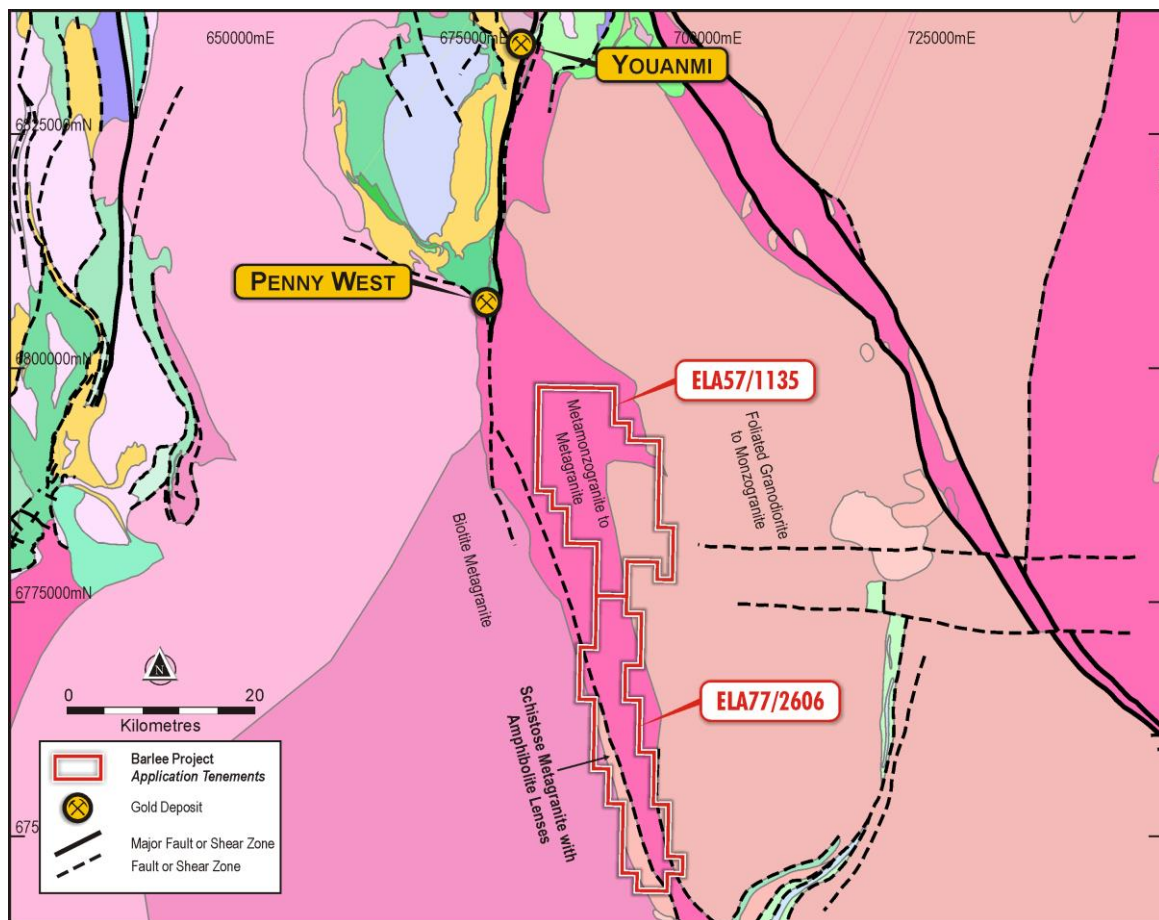 650000mE
675000mE
700000mE
725000mE
YOUANMI
6825000mN
PENNY WEST
6800000mN
ELA57/1135
Metamonzogranite to
Metagranite
Foliated Granodiorite
to Monzogranite
Biotite Metagranite
6775000mN
N
0 20
Kilometres
ELA77/2606
Schistose Metagranite with
Amphibolite Lenses
Barlee Project
Application Tenements
Gold Deposit
Major Fault or Shear Zone
Fault or Shear Zone
675